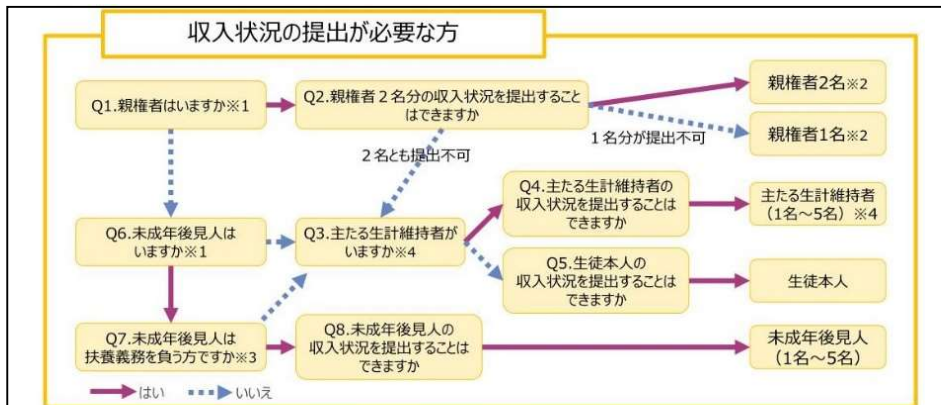 収入状況の提出が必要な方
Q1.親権者はいますか※1
Q2.親権者２名分の収入状況を提出すること
はできますか
親権者2名※2
１名分が提出不可
親権者1名※2
２名とも提出不可
Q4.主たる生計維持者の
収入状況を提出することは
できますか
主たる生計維持者
（1名～5名）※4
Q6.未成年後見人は
いますか※1
Q3.主たる生計維持者が
いますか※4
Q5.生徒本人の
収入状況を提出することは
できますか
生徒本人
Q7.未成年後見人は
扶養義務を負う方ですか※3
Q8.未成年後見人の
収入状況を提出することは
できますか
未成年後見人
（1名～5名）
はい
いいえ